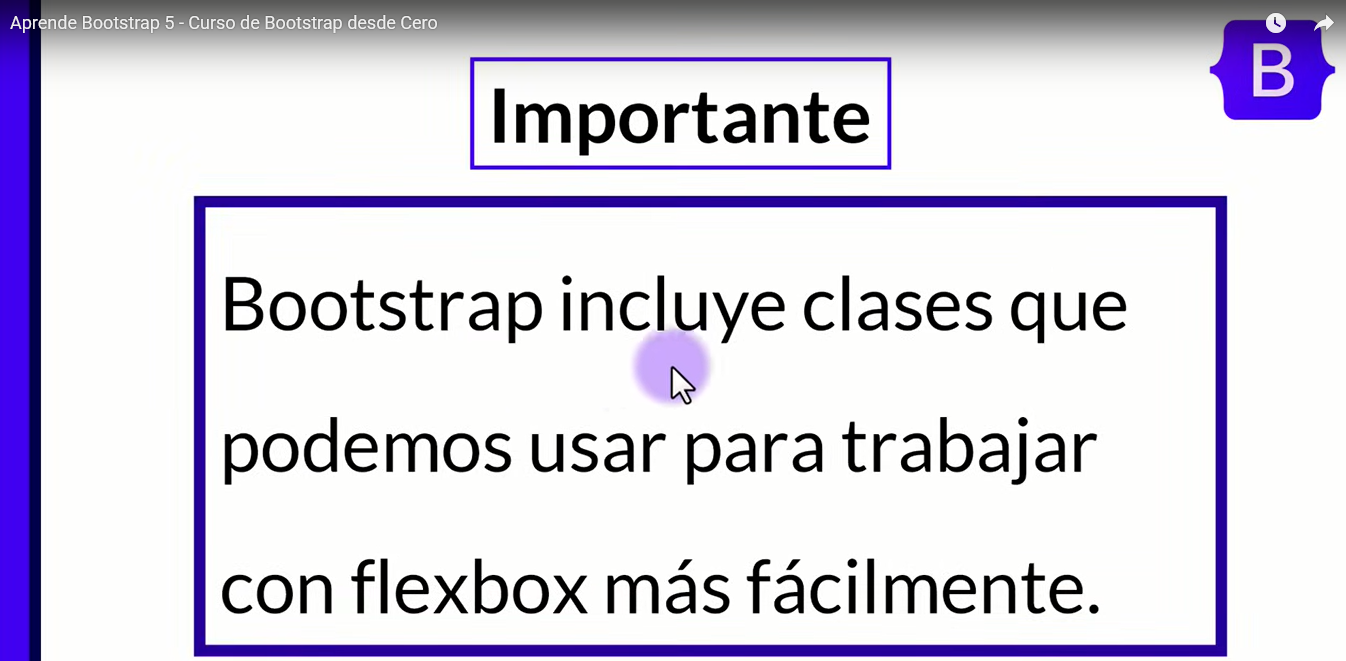 Aprende Bootstrap 5 - Curso de Bootstrap desde Cero
B
Importante
Bootstrap incluye clases que
podemos usar para trabajar
con flexbox más fácilmente.